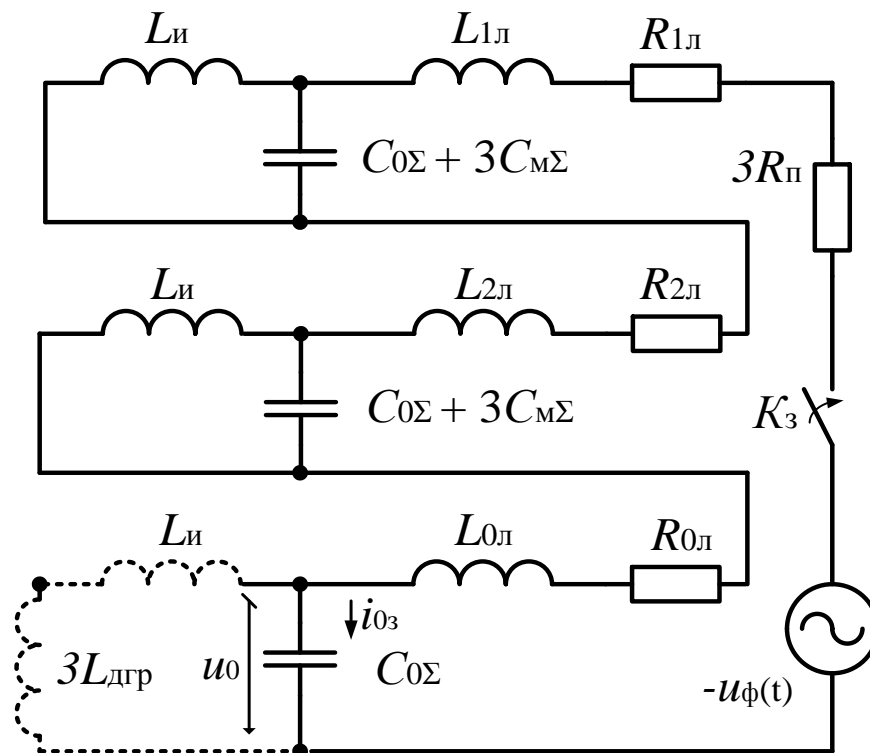 Lи L1л R1л
C0Σ + 3CмΣ
3Rп
Lи L2л R2л
C0Σ + 3CмΣ
Kз
Lи L0л R0л
i0з
3Lдгр u0 C0Σ
-uф(t)